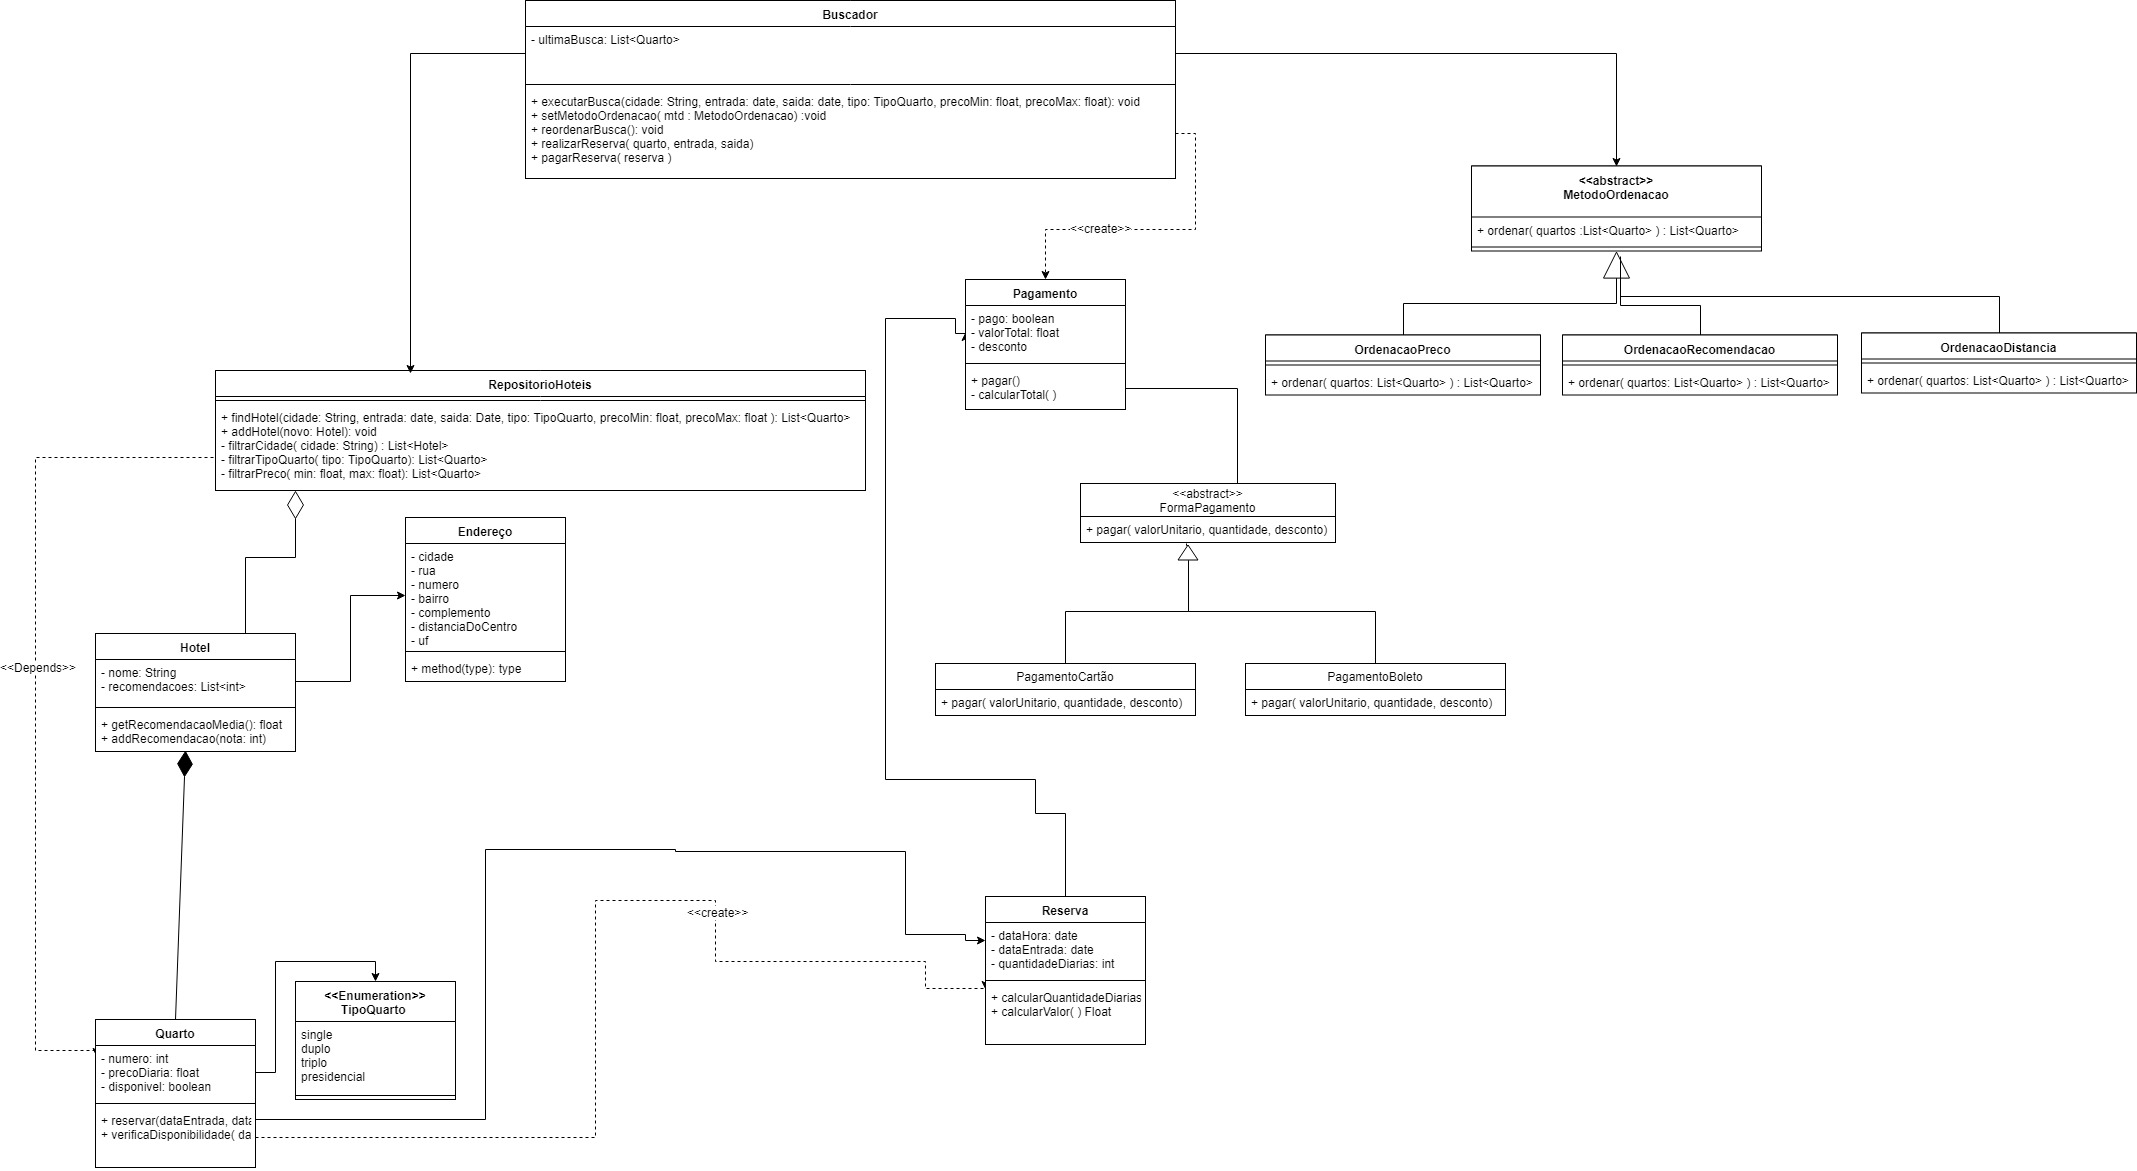 Buscador
- ultimaBusca: List<Quarto>
+ executarBusca(cidade: String, entrada: date, saida: date, tipo: TipoQuarto, precoMin: float, precoMax: float): void
+ setMetodoOrdenacao( mtd : MetodoOrdenacao) :void
+ reordenarBusca(): void
+ realizarReserva( quarto, entrada, saida)
+ pagarReserva( reserva )
<<abstract>>
MetodoOrdenacao
+ ordenar( quartos :List<Quarto> ) : List<Quarto>
<<create>>
Pagamento
- pago: boolean
- valorTotal: float
- desconto
+ pagar()
- calcularTotal( )
OrdenacaoPreco
+ ordenar( quartos: List<Quarto> ) : List<Quarto>
OrdenacaoRecomendacao
+ ordenar( quartos: List<Quarto> ) : List<Quarto>
OrdenacaoDistancia
+ ordenar( quartos: List<Quarto> ) : List<Quarto>
RepositorioHoteis
+ findHotel(cidade: String, entrada: date, saida: Date, tipo: TipoQuarto, precoMin: float, precoMax: float ): List<Quarto>
+ addHotel(novo: Hotel): void
- filtrarCidade( cidade: String) : List<Hotel>
- filtrarTipoQuarto( tipo: TipoQuarto): List<Quarto>
- filtrarPreco( min: float, max: float): List<Quarto>
<<abstract>>
FormaPagamento
+ pagar( valorUnitario, quantidade, desconto)
Endereço
- cidade
- rua
- numero
- bairro
- complemento
- distanciaDoCentro
- uf
+ method(type): type
<<Depends>>
Hotel
- nome: String
- recomendacoes: List<int>
+ getRecomendacaoMedia(): float
+ addRecomendacao(nota: int)
PagamentoCartão
+ pagar( valorUnitario, quantidade, desconto)
PagamentoBoleto
+ pagar( valorUnitario, quantidade, desconto)
<<create>>
Reserva
- dataHora: date
- dataEntrada: date
- quantidadeDiarias: int
+ calcularQuantidadeDiarias
+ calcularValor( ) Float
<<Enumeration>>
TipoQuarto
single
duplo
triplo
presidencial
Quarto
- numero: int
- precoDiaria: float
- disponivel: boolean
+ reservar(dataEntrada, data
+ verificaDisponibilidade( da